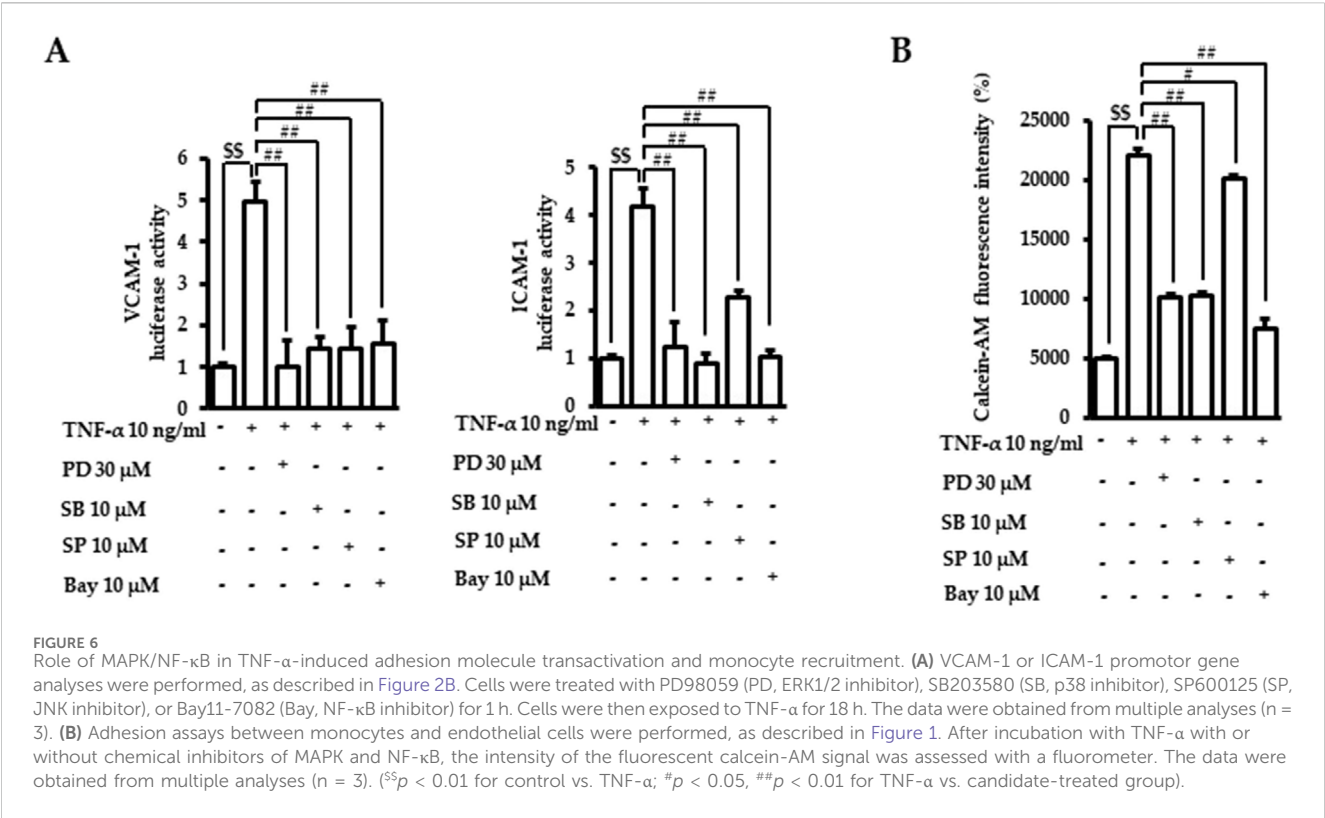 A
B
##
##
##
$$ ##
6
5
4
3
2
1
0
VCAM-1
luciferase activity
TNF-α 10 ng/ml - + + + + +
PD 30 μM - - + - - -
SB 10 μM - - - + - -
SP 10 μM - - - - + -
Bay 10 μM - - - - - +
##
##
##
$$ ##
5
4
3
2
1
0
ICAM-1
luciferase activity
TNF-α 10 ng/ml - + + + + +
PD 30 μM - - + - - -
SB 10 μM - - - + - -
SP 10 μM - - - - + -
Bay 10 μM - - - - - +
##
#
##
$$ ##
25000
20000
15000
10000
5000
0
Calcein-AM fluorescence intensity (%)
TNF-α 10 ng/ml - + + + + +
PD 30 μM - - + - - -
SB 10 μM - - - + - -
SP 10 μM - - - - + -
Bay 10 μM - - - - - +
FIGURE 6
Role of MAPK/NF-κB in TNF-α-induced adhesion molecule transactivation and monocyte recruitment. (A) VCAM-1 or ICAM-1 promotor gene
analyses were performed, as described in Figure 2B. Cells were treated with PD98059 (PD, ERK1/2 inhibitor), SB203580 (SB, p38 inhibitor), SP600125 (SP,
JNK inhibitor), or Bay11-7082 (Bay, NF-κB inhibitor) for 1 h. Cells were then exposed to TNF-α for 18 h. The data were obtained from multiple analyses (n =
3). (B) Adhesion assays between monocytes and endothelial cells were performed, as described in Figure 1. After incubation with TNF-α with or
without chemical inhibitors of MAPK and NF-κB, the intensity of the fluorescent calcein-AM signal was assessed with a fluorometer. The data were
obtained from multiple analyses (n = 3). ($$p < 0.01 for control vs. TNF-α; #p < 0.05, ##p < 0.01 for TNF-α vs. candidate-treated group).